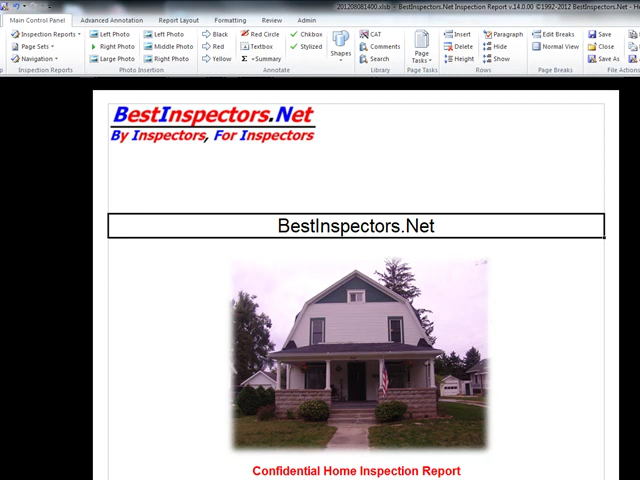 201208081400.xlsb - BestInspectors.Net Inspection Report v.14.0.00 ©1992-2012 BestInspectors.Net - Ho
Main Control Panel Advanced Annotation Report Layout Formatting Review Admin
Inspection Reports Left Photo Left Photo Black Red Circle Chkbox CAT Insert Paragraph Edit Breaks Save
Page Sets Right Photo Middle Photo Red Textbox Stylized Shapes Comments Page Tasks Delete Hide Normal View File Close
Navigation Large Photo Right Photo Yellow Σ +Summary Search Height Show Save As
Inspection Reports Photo Insertion Annotate Library Page Tasks Rows Page Breaks File Actions
BestInspectors.Net
By Inspectors, For Inspectors
BestInspectors.Net
Confidential Home Inspection Report